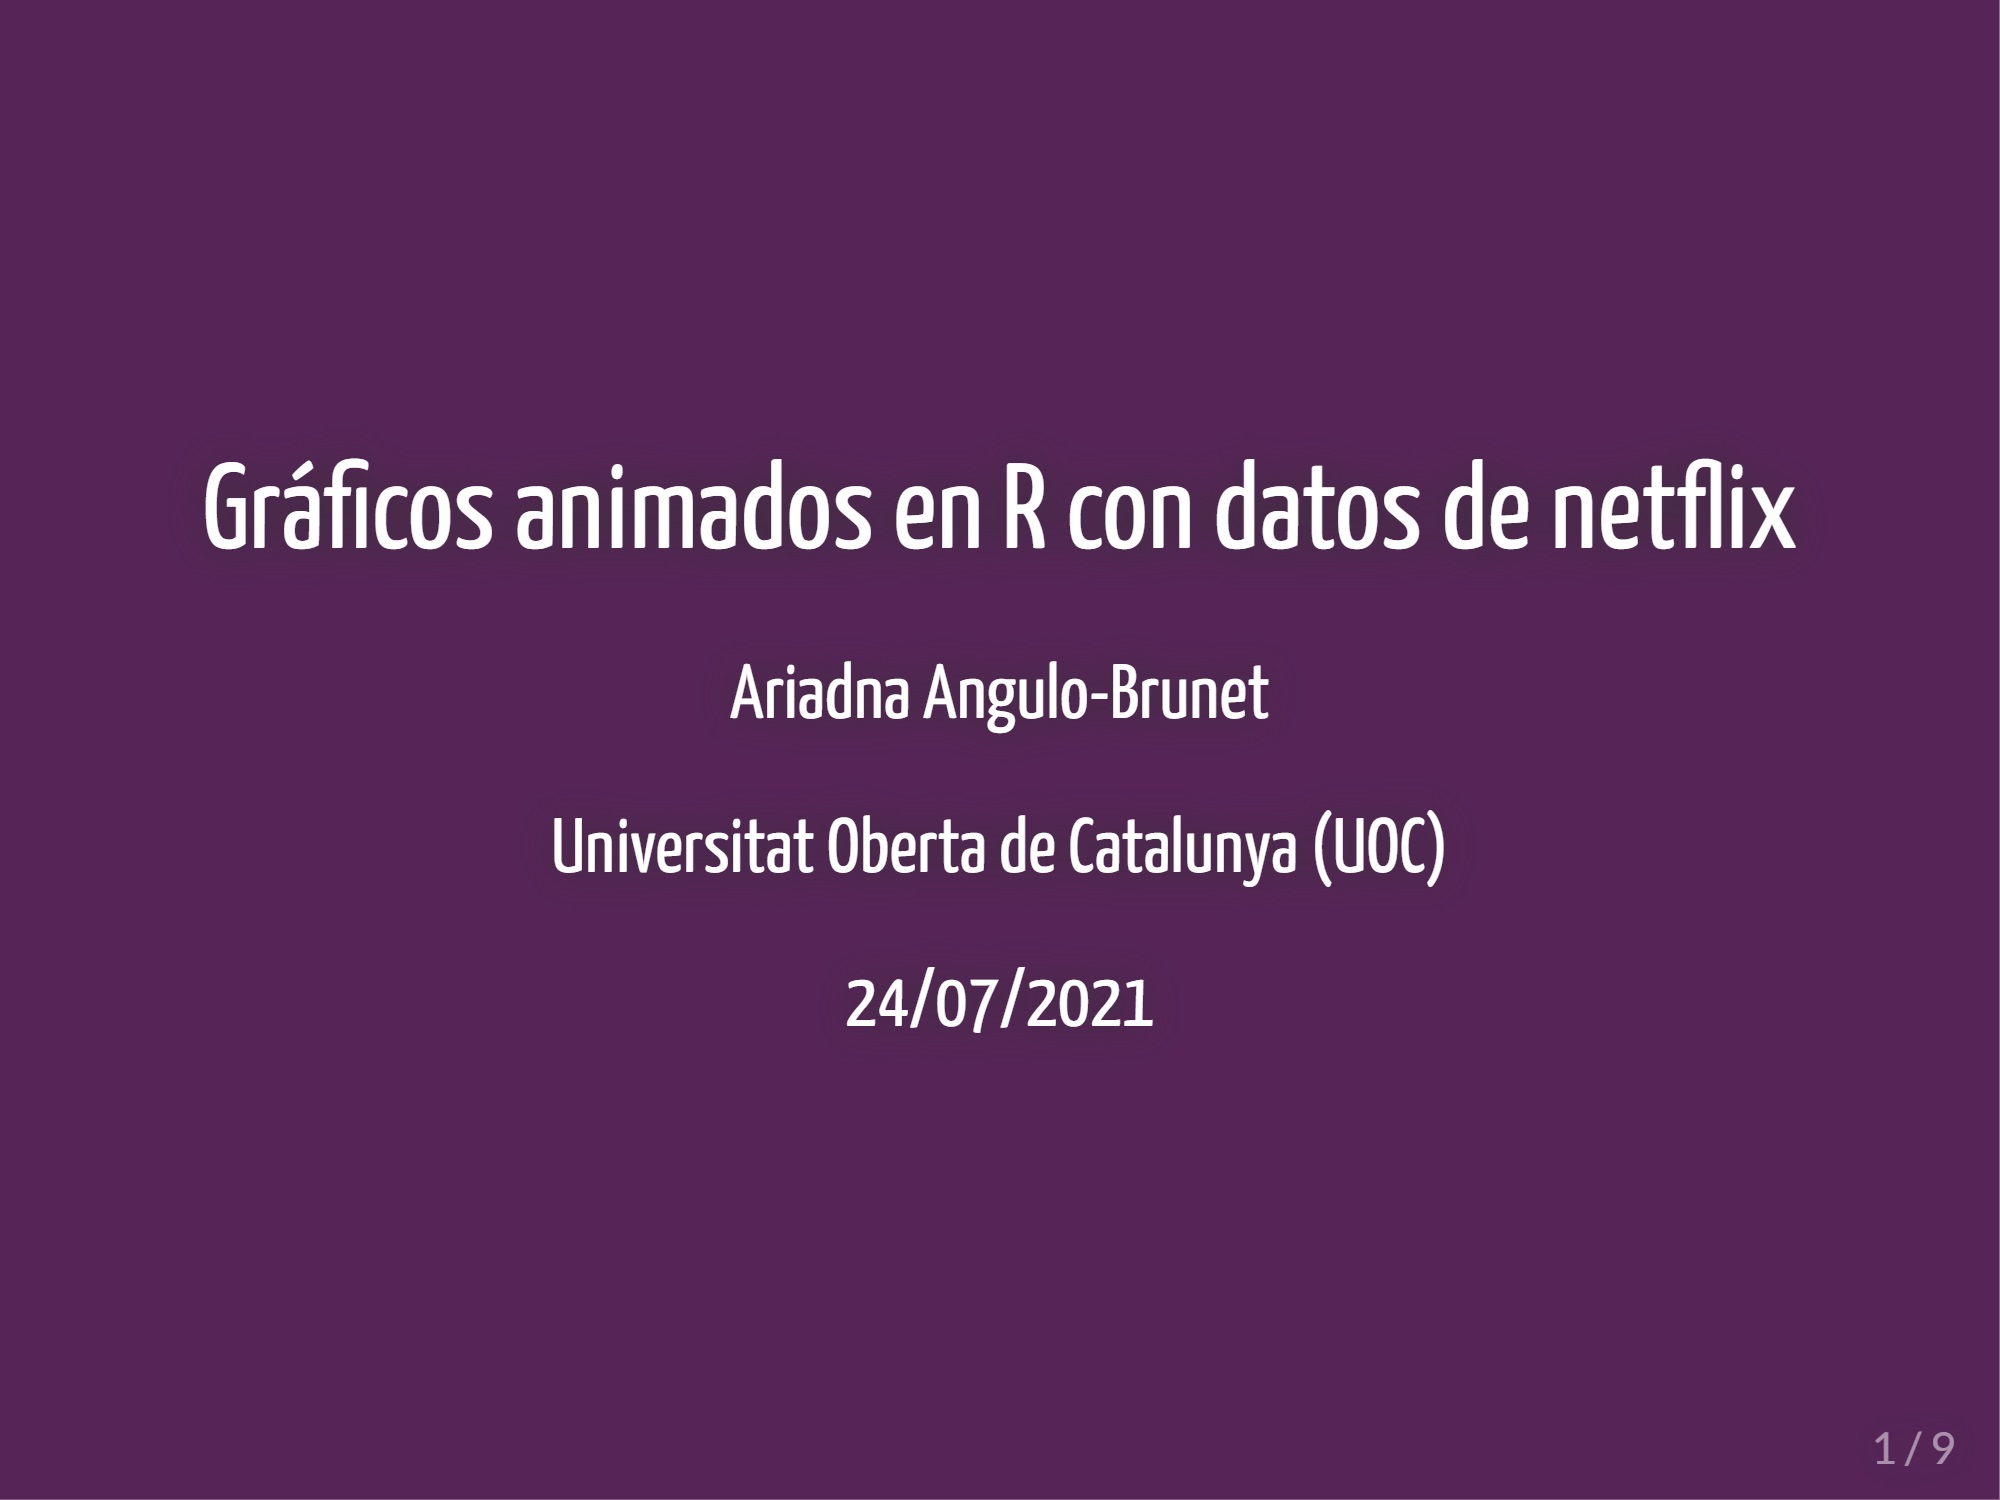 Gráficos animados en R con datos de netflix
Ariadna Angulo-Brunet
Universitat Oberta de Catalunya (UOC)
24/07/2021
1 / 9